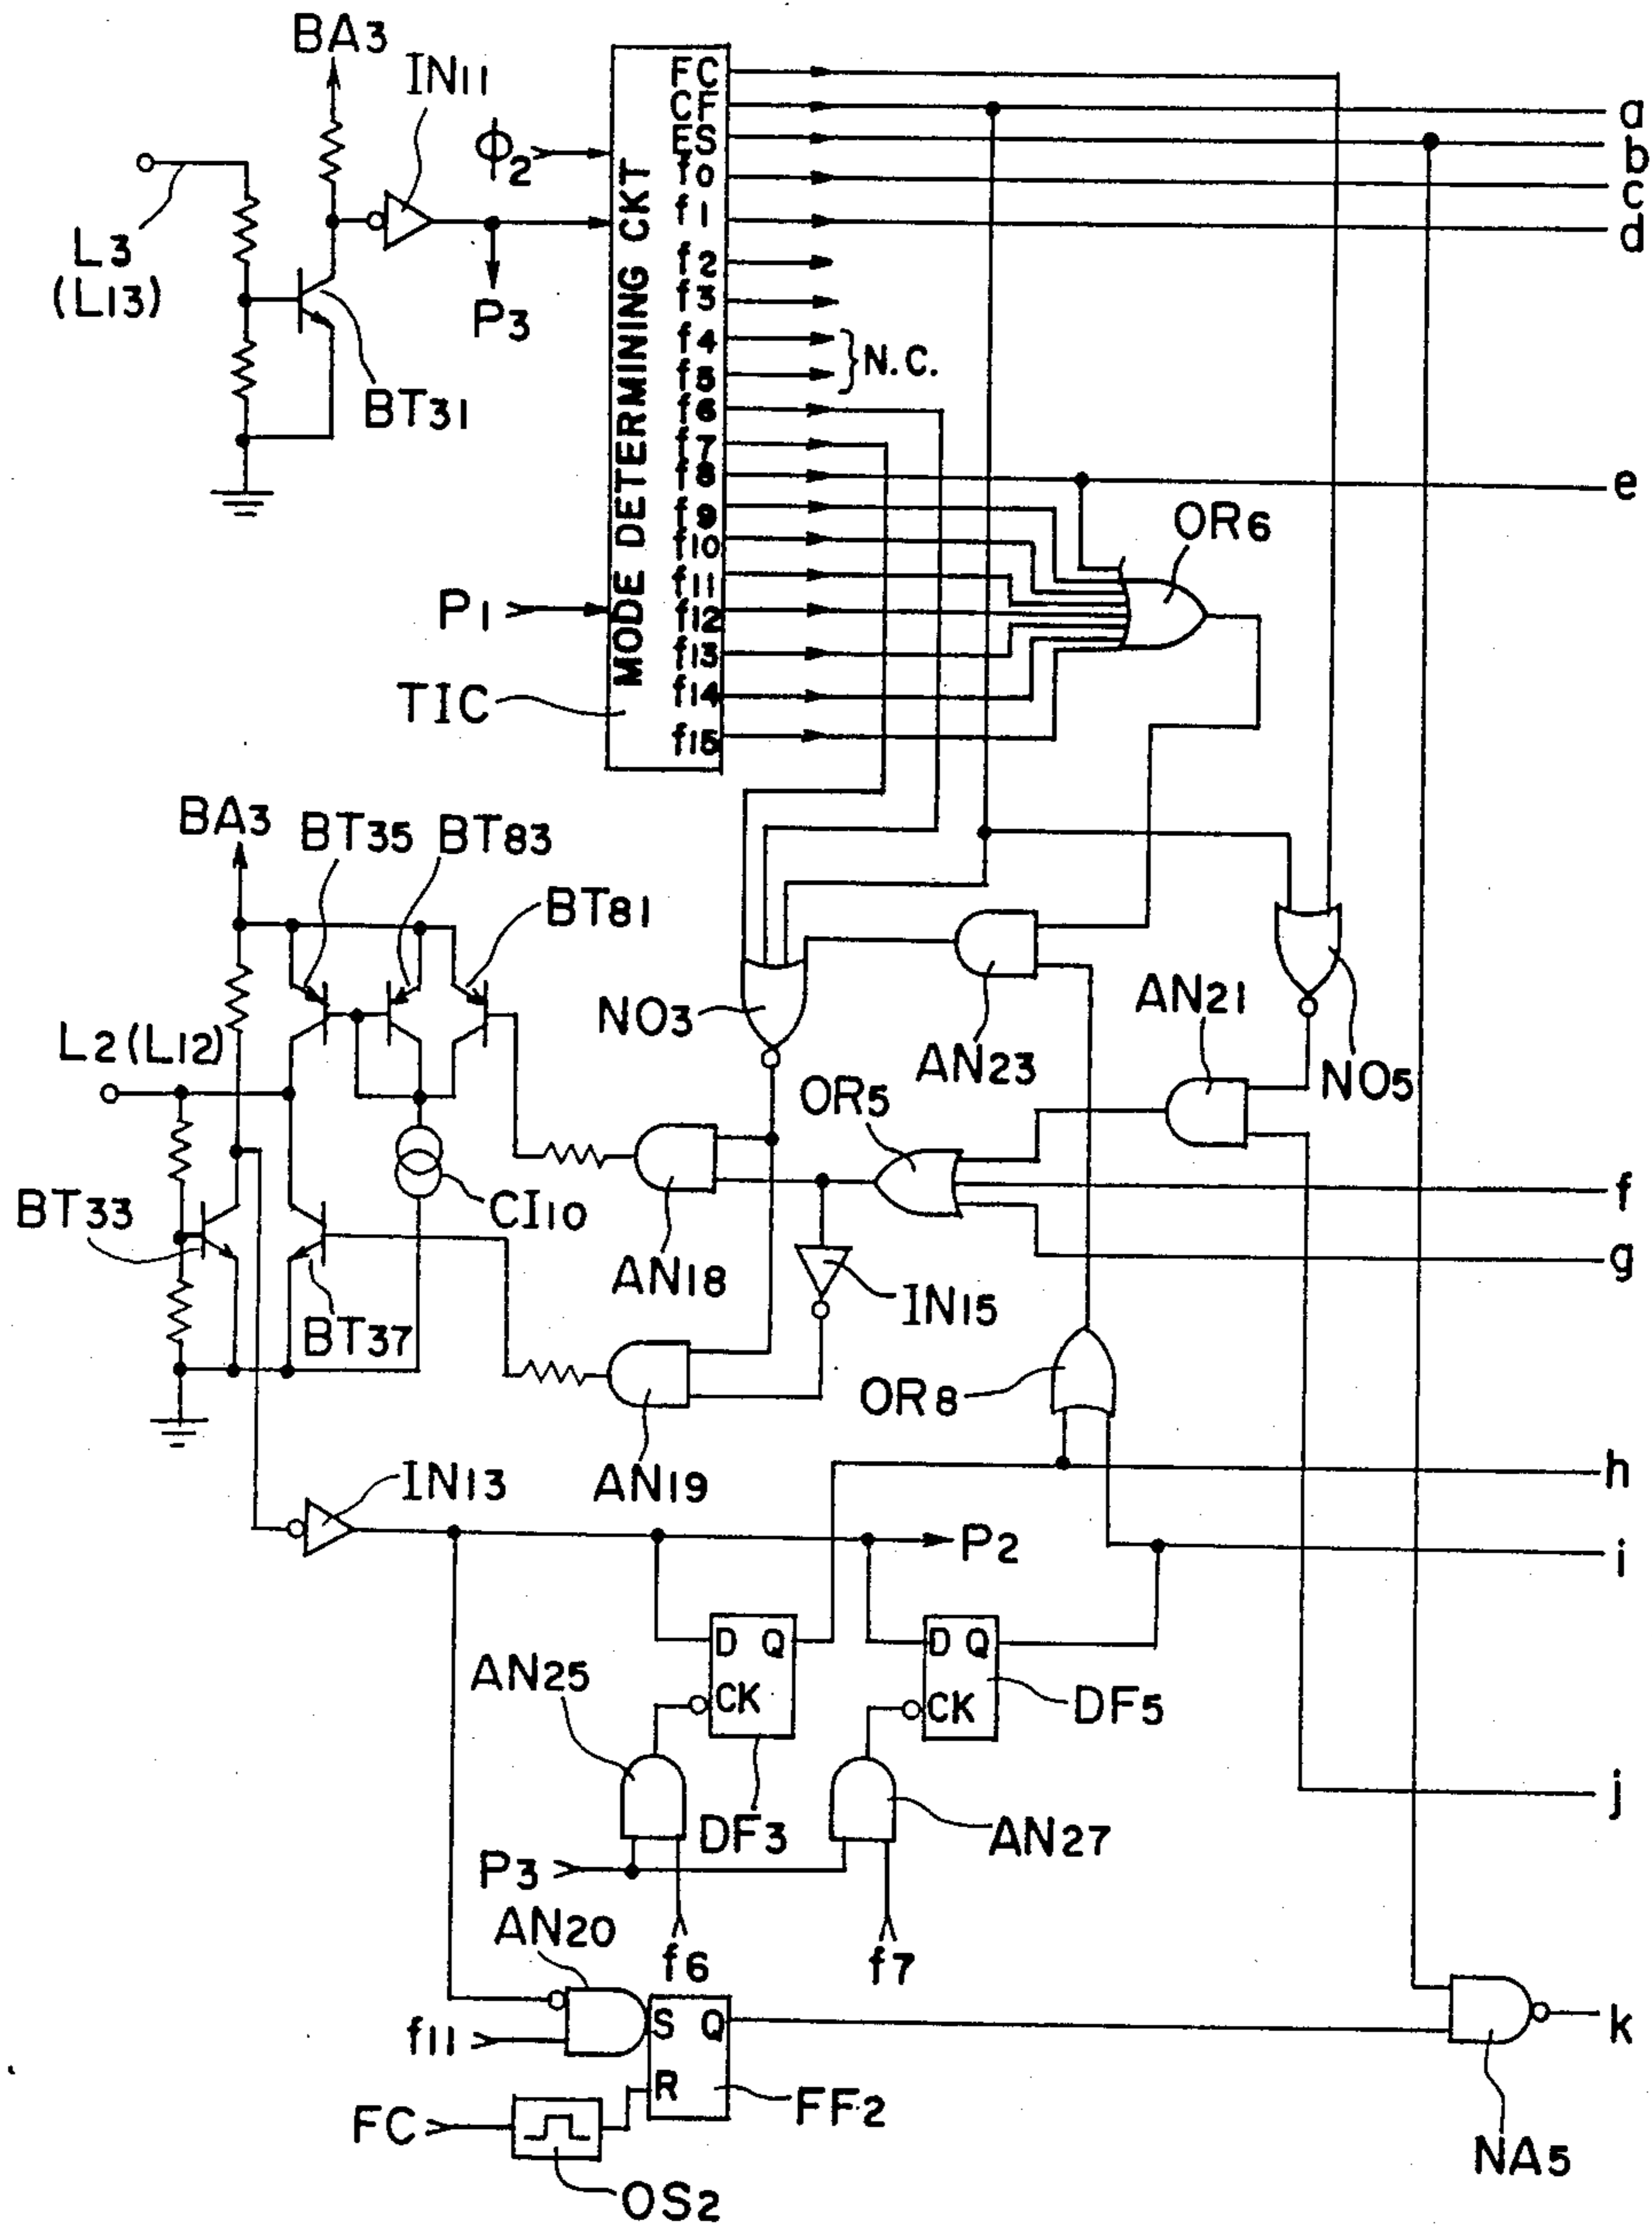 BA3
IN11
Φ2
L3
(L13)
P3
BT31
MODE DETERMINING CKT
FC
CF
ES
f0
f1
f2
f3
f4
f5
f6
f7
f8
f9
f10
f11
f12
f13
f14
f15
}N.C.
P1
TIC
a
b
c
d
e
OR6
BA3
BT35
BT83
BT81
L2(L12)
NO3
AN23
AN21
NO5
OR5
BT33
CI10
AN18
IN15
BT37
OR8
AN19
IN13
f
g
h
P2
i
D Q
CK
D Q
CK
AN25
DF5
DF3
AN27
j
P3
AN20
f6
f7
f11
S Q
R
FF2
FC
OS2
k
NA5